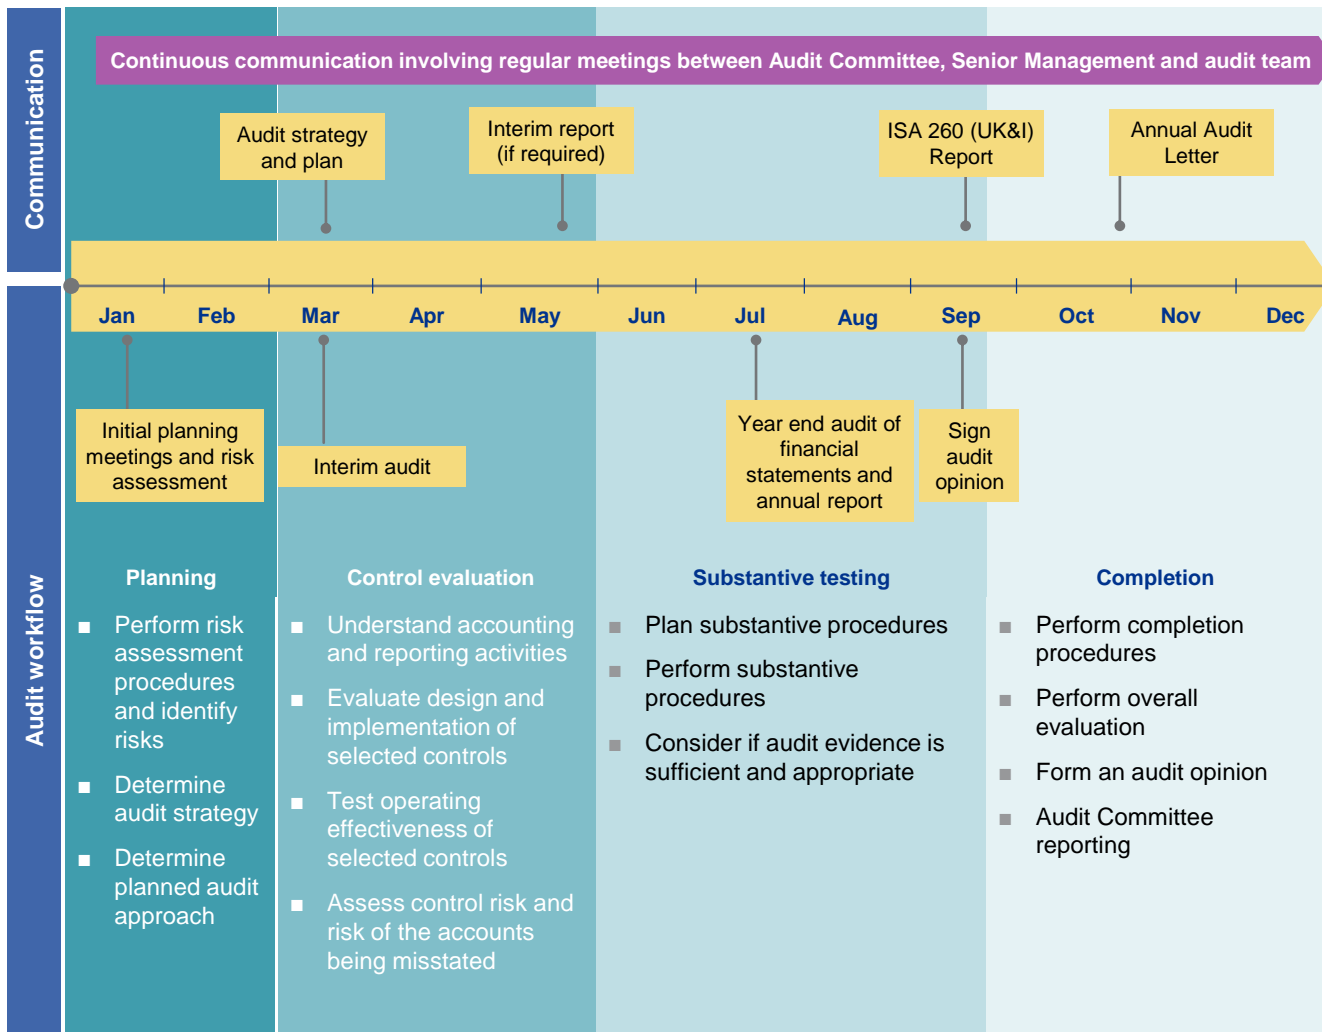 Communication
Continuous communication involving regular meetings between Audit Committee, Senior Management and audit team
Audit strategy
and plan
Interim report
(if required)
ISA 260 (UK&I)
Report
Annual Audit
Letter
Jan
Feb
Mar
Apr
May
Jun
Jul
Aug
Sep
Oct
Nov
Dec
Audit workflow
Initial planning
meetings and risk
assessment
Interim audit
Year end audit of
financial
statements and
annual report
Sign
audit
opinion
Planning
■ Perform risk
assessment
procedures
and identify
risks
■ Determine
audit strategy
■ Determine
planned audit
approach
Control evaluation
■ Understand accounting
and reporting activities
■ Evaluate design and
implementation of
selected controls
■ Test operating
effectiveness of
selected controls
■ Assess control risk and
risk of the accounts
being misstated
Substantive testing
■ Plan substantive procedures
■ Perform substantive
procedures
■ Consider if audit evidence is
sufficient and appropriate
Completion
■ Perform completion
procedures
■ Perform overall
evaluation
■ Form an audit opinion
■ Audit Committee
reporting